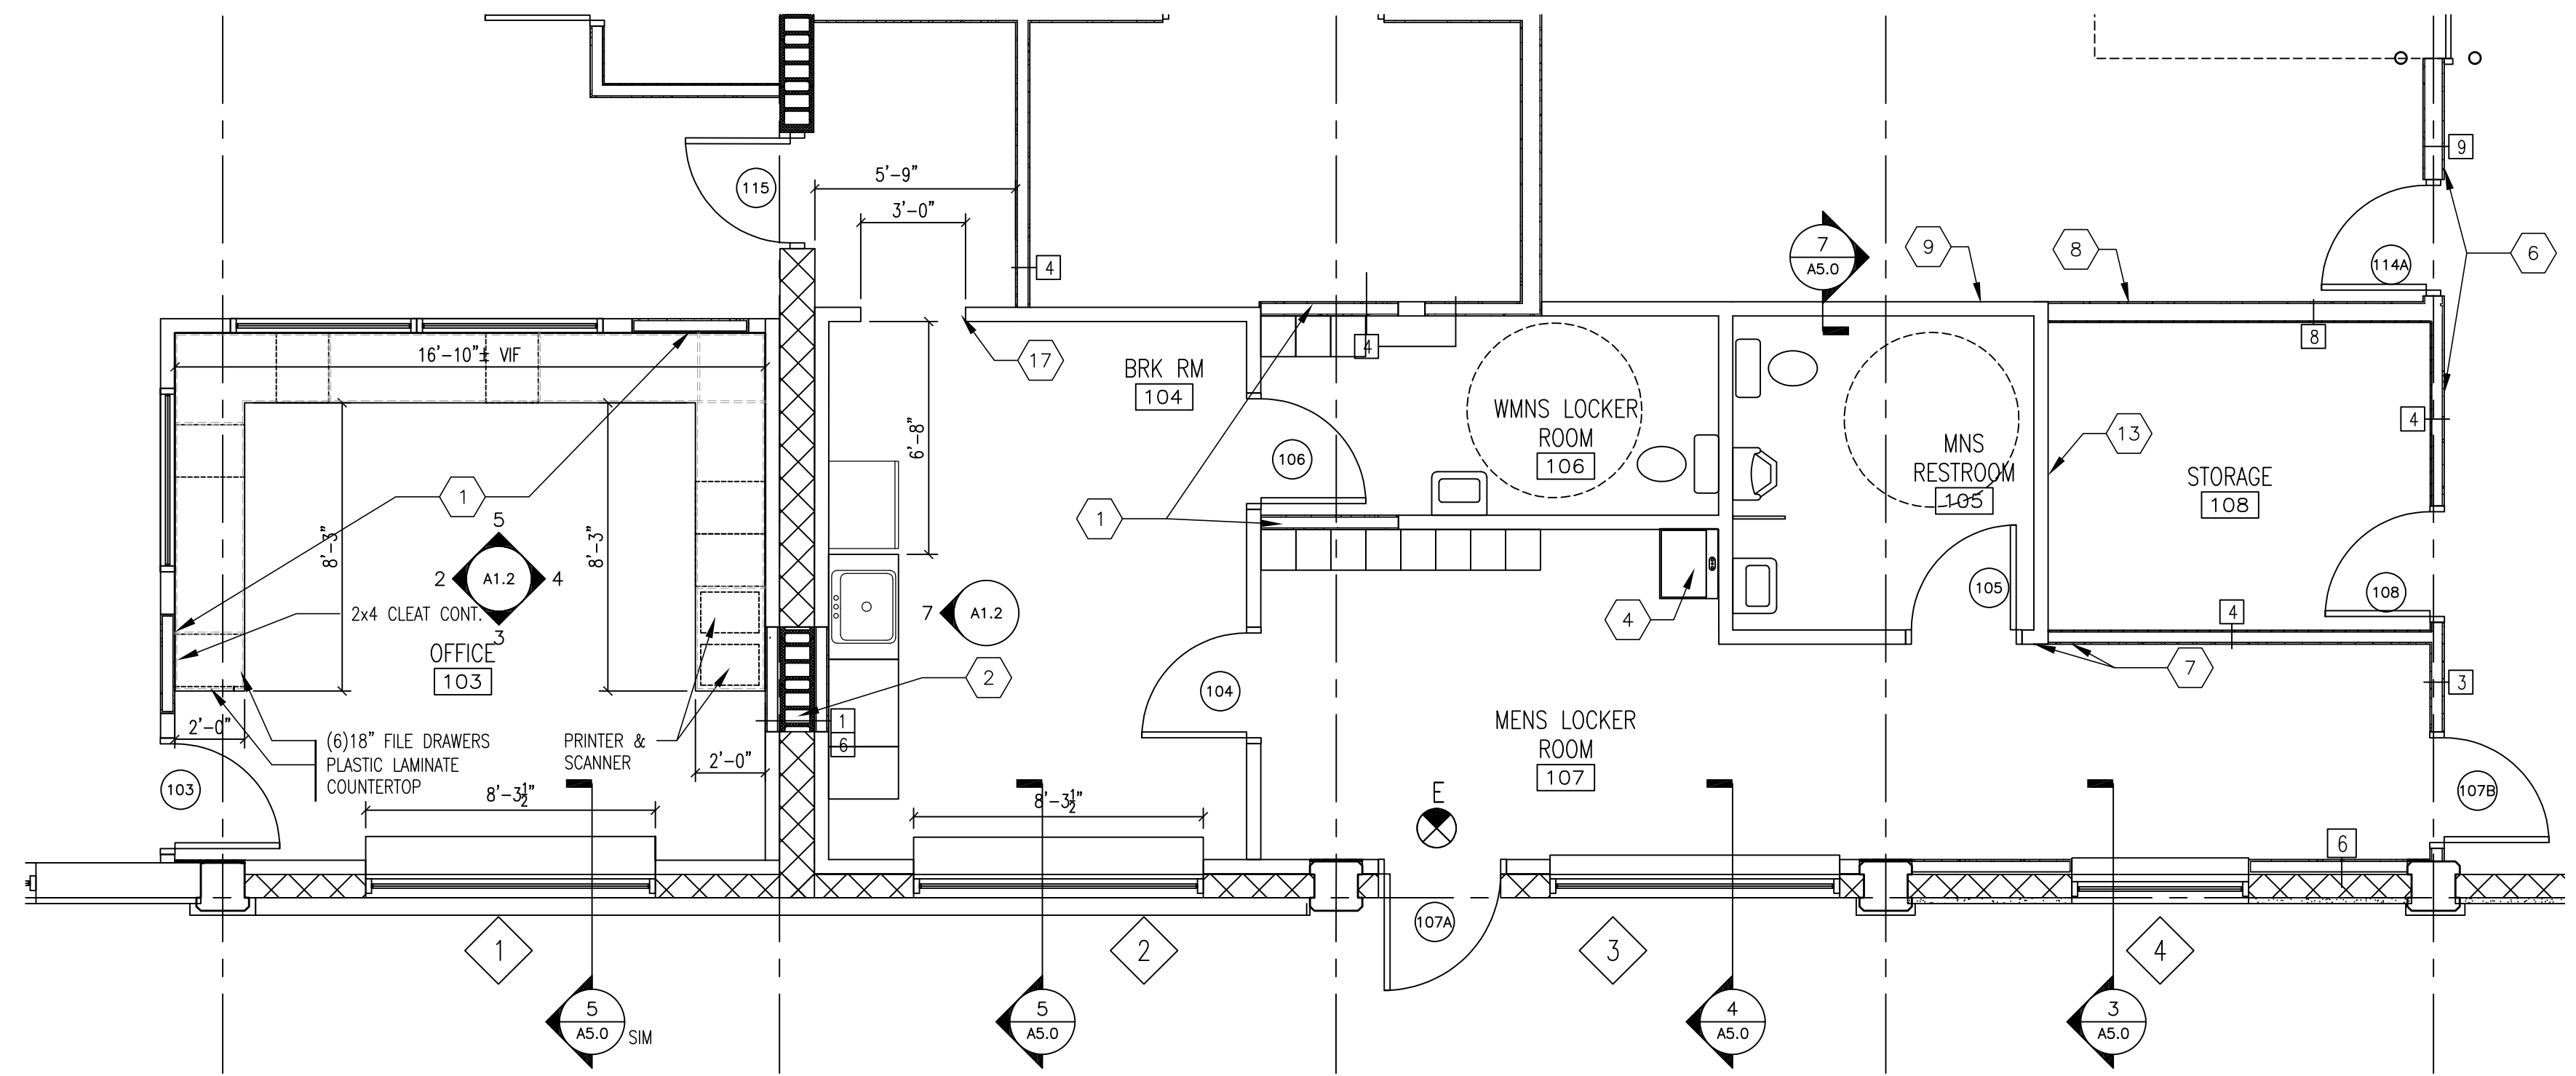 115
5'-9"
3'-0"
4
7
A5.0
9
8
9
114A
6
16'-10"± VIF
17
BRK RM
104
4
8
6'-8"
106
WMNS LOCKER
ROOM
106
MNS
RESTROOM
105
13
4
STORAGE
108
1
1
8'-3"
8'-3"
5
2
A1.2
4
3
2x4 CLEAT CONT.
OFFICE
103
7
A1.2
4
105
108
4
2
7
3
104
2'-0"
(6)18" FILE DRAWERS
PLASTIC LAMINATE
COUNTERTOP
PRINTER &
SCANNER
2'-0"
1
6
MENS LOCKER
ROOM
107
103
8'-3½"
8'-3½"
E
107B
6
107A
1
2
3
4
5
A5.0
SIM
5
A5.0
4
A5.0
3
A5.0